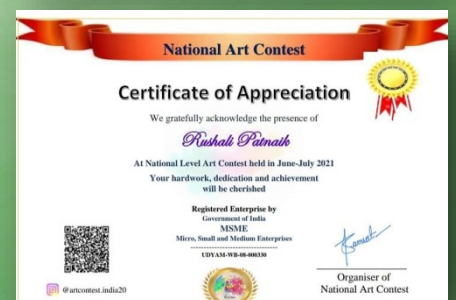 National Art Contest
Certificate of Appreciation
We gratefully acknowledge the presence of
Rushali Patnaik
At National Level Art Contest held in June-July 2021
Your hardwork, dedication and achievement
will be cherished
Registered Enterprise by
Government of India
MSME
Micro, Small and Medium Enterprises
UDYAM-WB-08-000330
@artcontest.india20
Organiser of
National Art Contest